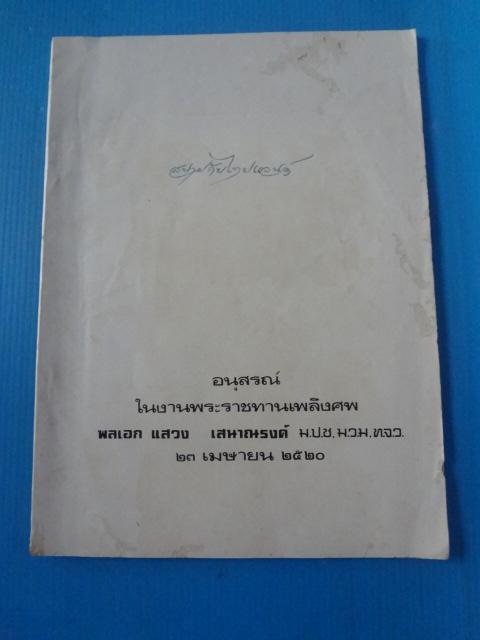 อนุสรณ์
ในงานพระราชทานเพลิงศพ
พลเอก แสวง เสนาณรงค์ ม.ป.ช. ม.ว.ม. ท.จ.ว.
๒๓ เมษายน ๒๕๒๐